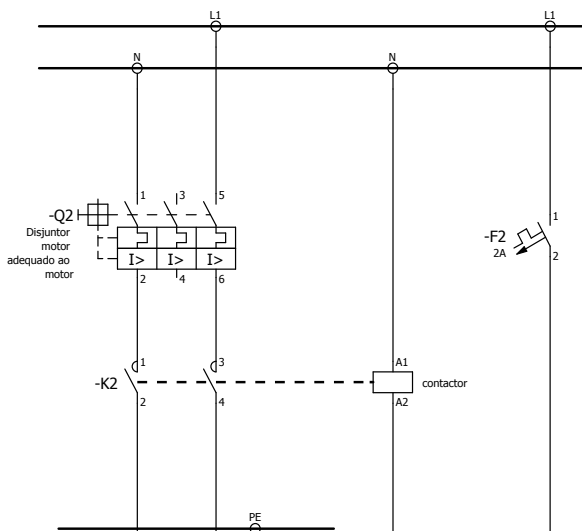 L1
L1
N
N
1
3
5
-Q2
Disjuntor
motor
adequado ao
motor
I>
I>
I>
2
4
6
1
-F2
2A
2
1
3
-K2
2
4
A1
contactor
A2
PE